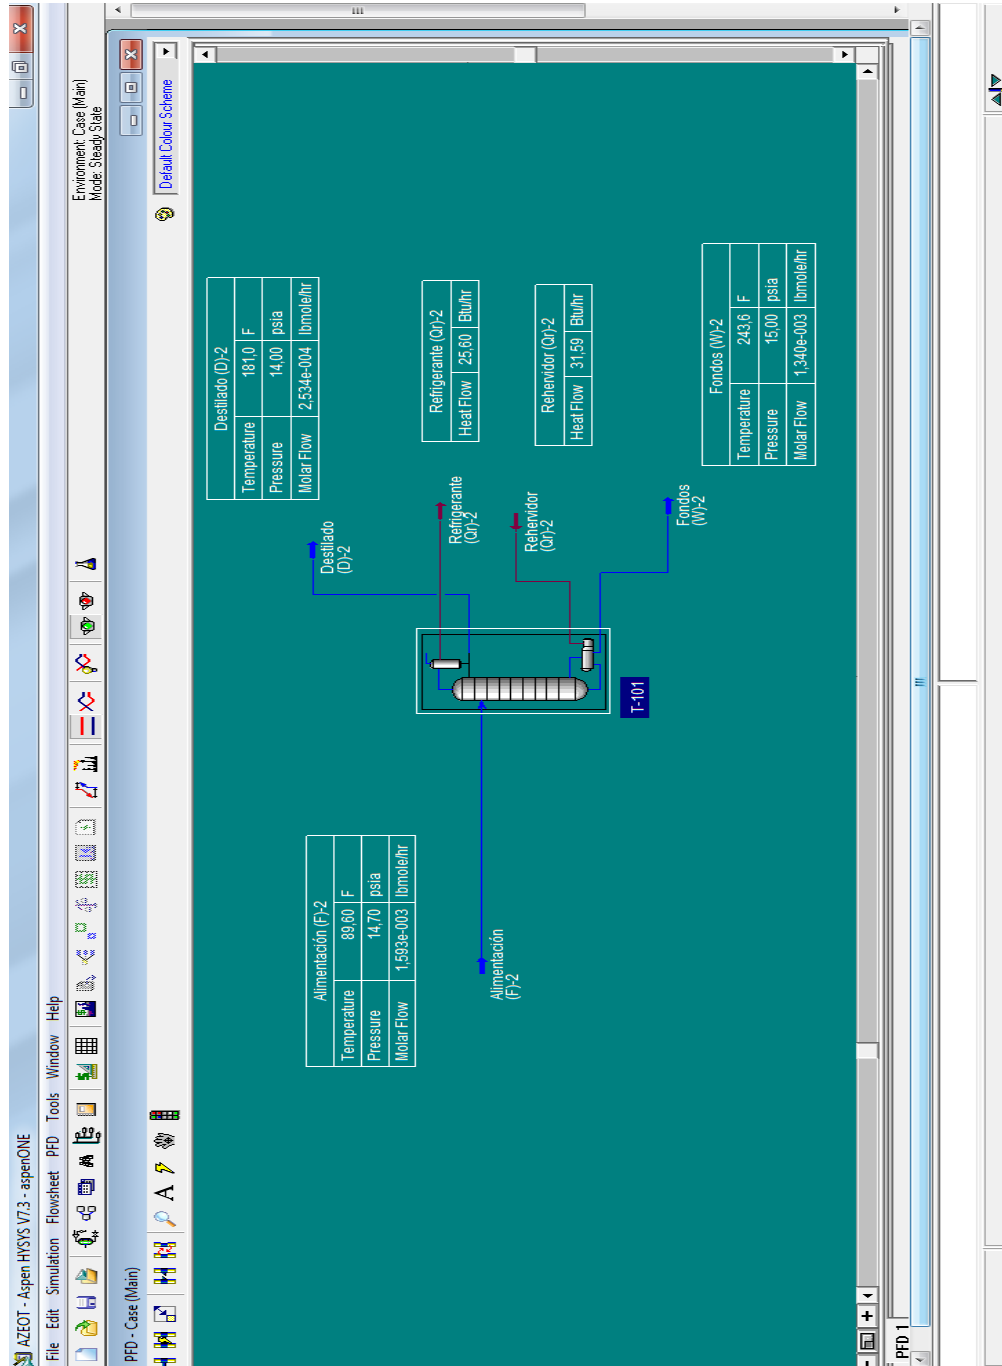 AZEOT - Aspen HYSYS V7.3 - aspenONE
File Edit Simulation Flowsheet PFD Tools Window Help
Environment: Case (Main)
Mode: Steady State
PFD - Case (Main)
A
Default Colour Scheme
Destilado (D)-2
Temperature 181,0 F
Pressure 14,00 psia
Molar Flow 2,534e-004 lbmole/hr
Alimentación (F)-2
Temperature 89,60 F
Pressure 14,70 psia
Molar Flow 1,593e-003 lbmole/hr
Destilado
(D)-2
Refrigerante (Qr)-2
Heat Flow 25,60 Btu/hr
Refrigerante
(Qr)-2
Alimentación
(F)-2
Rehervidor
(Qr)-2
Rehervidor (Qr)-2
Heat Flow 31,59 Btu/hr
T-101
Fondos
(W)-2
Fondos (W)-2
Temperature 243,6 F
Pressure 15,00 psia
Molar Flow 1,340e-003 lbmole/hr
PFD 1